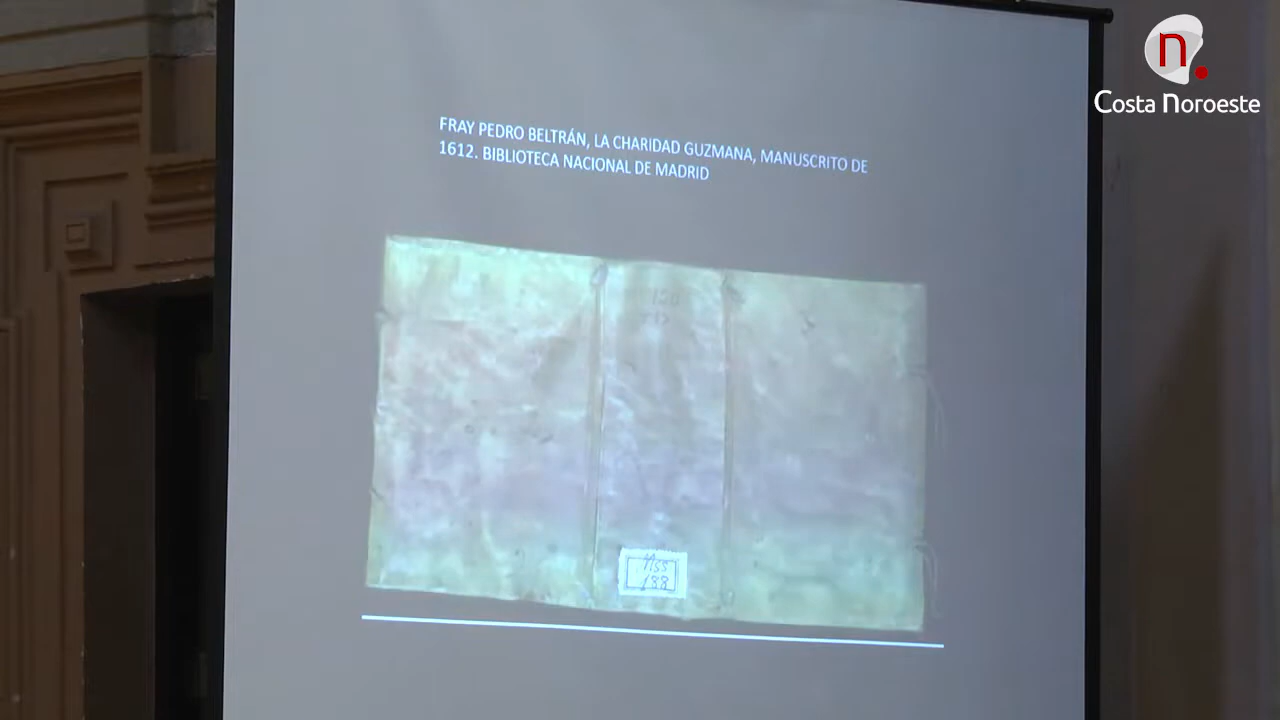 FRAY PEDRO BELTRÁN, LA CHARIDAD GUZMANA, MANUSCRITO DE
1612. BIBLIOTECA NACIONAL DE MADRID
Mss
188
n.
Costa Noroeste